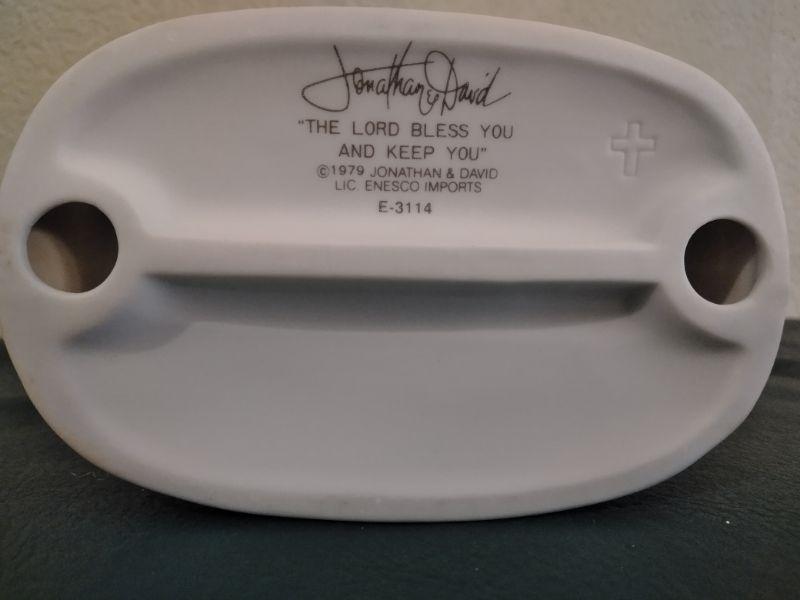 Jonathan & David
"THE LORD BLESS YOU
AND KEEP YOU"
©1979 JONATHAN & DAVID
LIC. ENESCO IMPORTS
E-3114